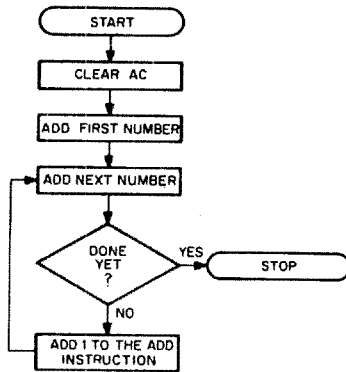 START
CLEAR AC
ADD FIRST NUMBER
ADD NEXT NUMBER
DONE
YET
?
YES
STOP
NO
ADD 1 TO THE ADD
INSTRUCTION